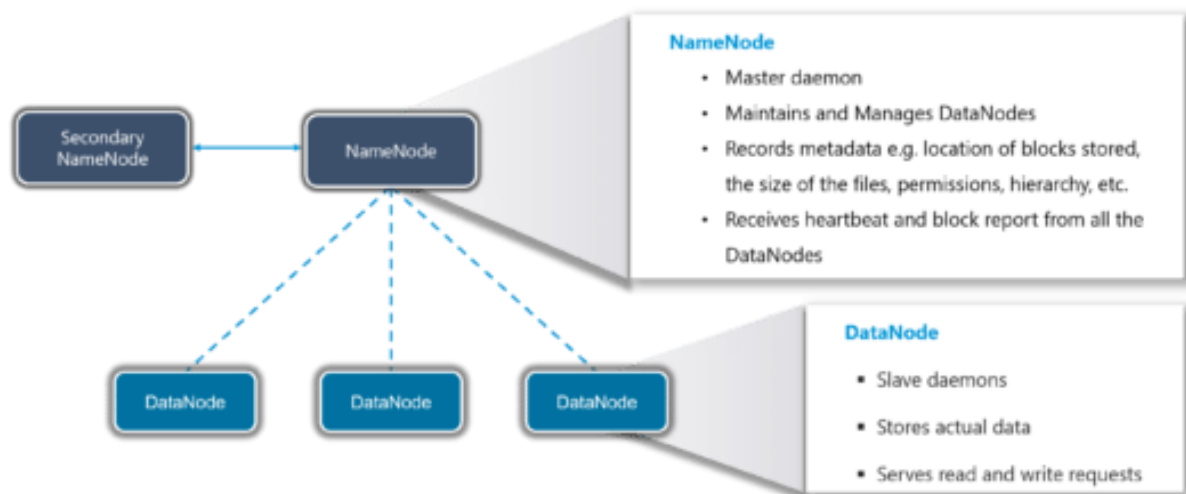 NameNode
• Master daemon
• Maintains and Manages DataNodes
• Records metadata e.g. location of blocks stored,
the size of the files, permissions, hierarchy, etc.
• Receives heartbeat and block report from all the
DataNodes
Secondary
NameNode
NameNode
DataNode
DataNode
DataNode
DataNode
▪ Slave daemons
▪ Stores actual data
▪ Serves read and write requests